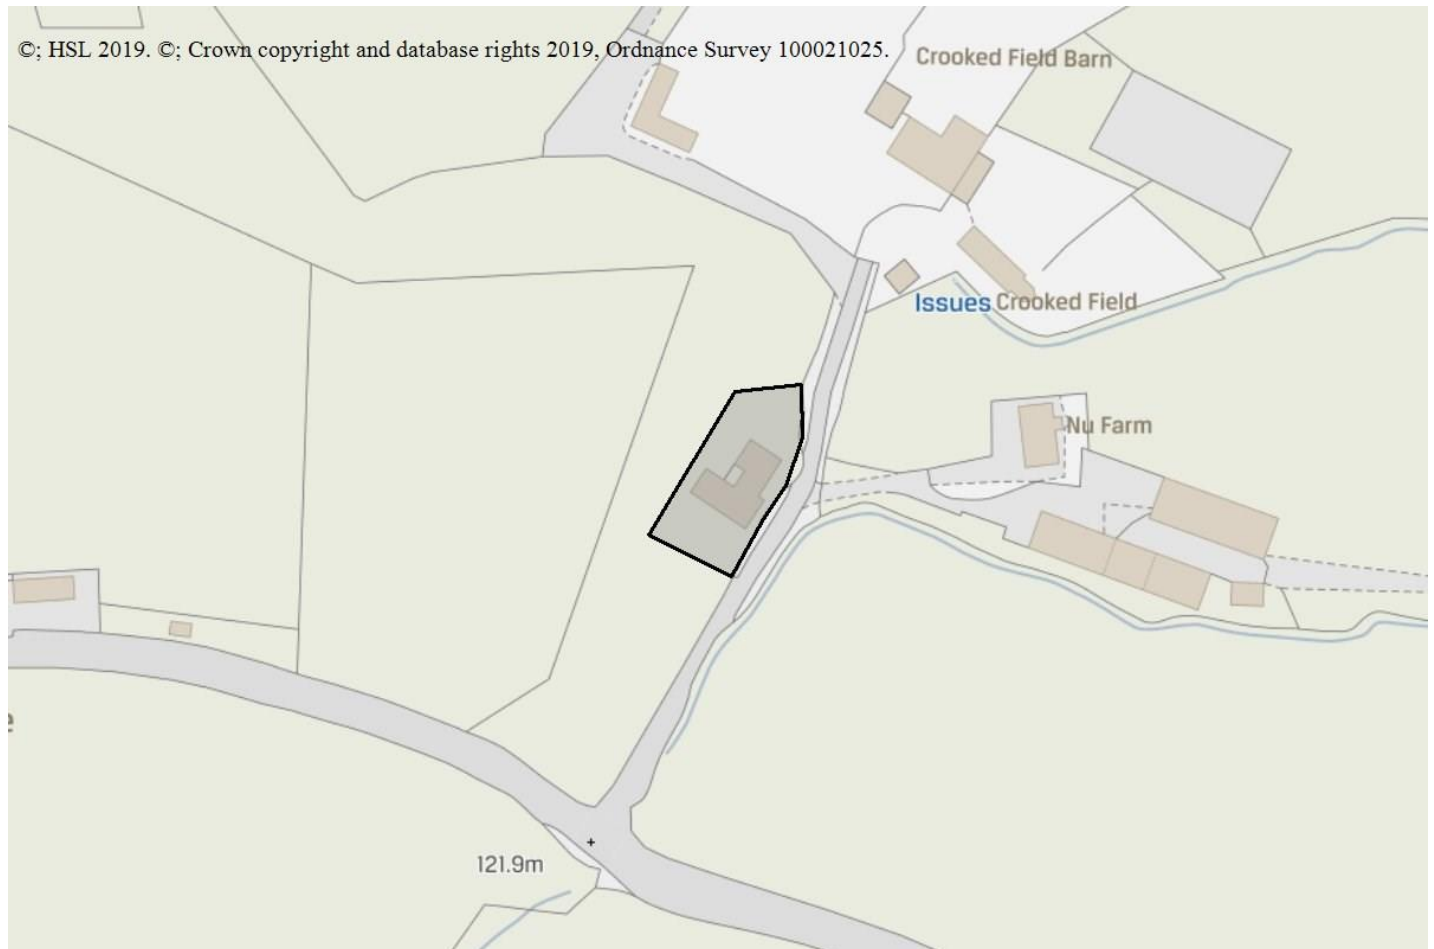 ©; HSL 2019. ©; Crown copyright and database rights 2019, Ordnance Survey 100021025.
Crooked Field Barn
Issues Crooked Field
Nu Farm
e
121.9m